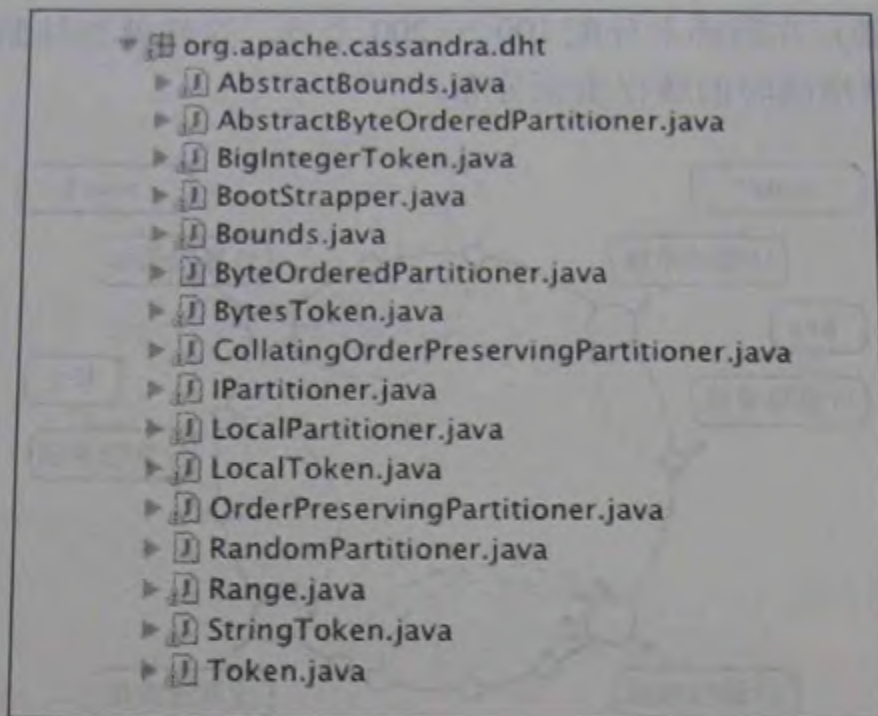 org.apache.cassandra.dht
AbstractBounds.java
AbstractByteOrderedPartitioner.java
BigIntegerToken.java
BootStrapper.java
Bounds.java
ByteOrderedPartitioner.java
BytesToken.java
CollatingOrderPreservingPartitioner.java
IPartitioner.java
LocalPartitioner.java
LocalToken.java
OrderPreservingPartitioner.java
RandomPartitioner.java
Range.java
StringToken.java
Token.java